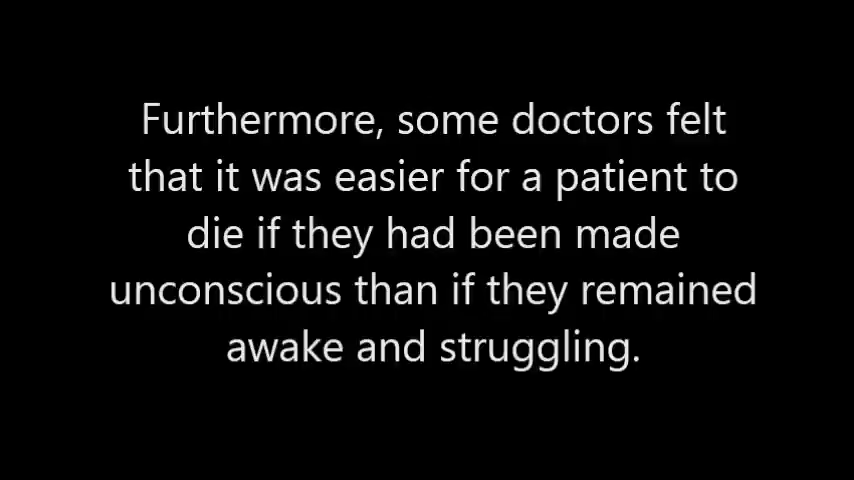 Furthermore, some doctors felt
that it was easier for a patient to
die if they had been made
unconscious than if they remained
awake and struggling.